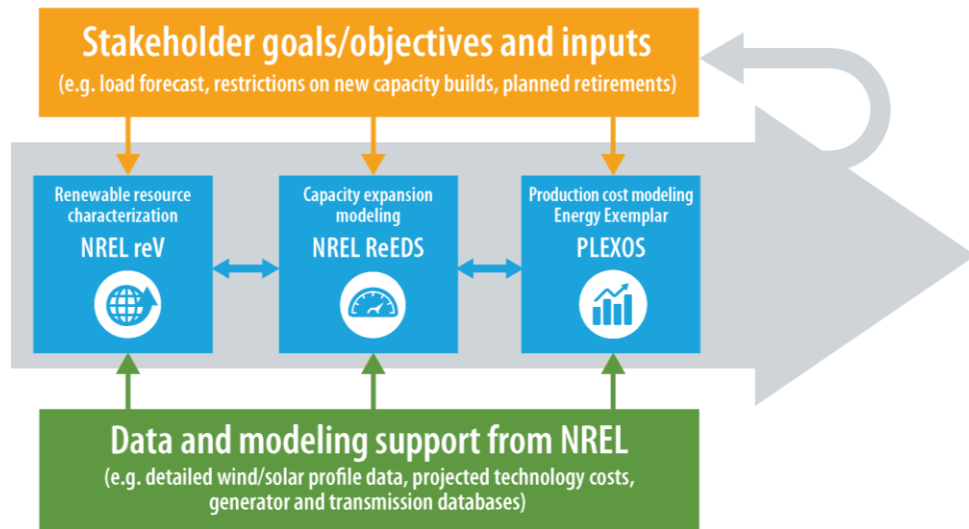 Stakeholder goals/objectives and inputs
(e.g. load forecast, restrictions on new capacity builds, planned retirements)
Renewable resource
characterization
NREL reV
Capacity expansion
modeling
NREL ReEDS
Production cost modeling
Energy Exemplar
PLEXOS
Data and modeling support from NREL
(e.g. detailed wind/solar profile data, projected technology costs,
generator and transmission databases)